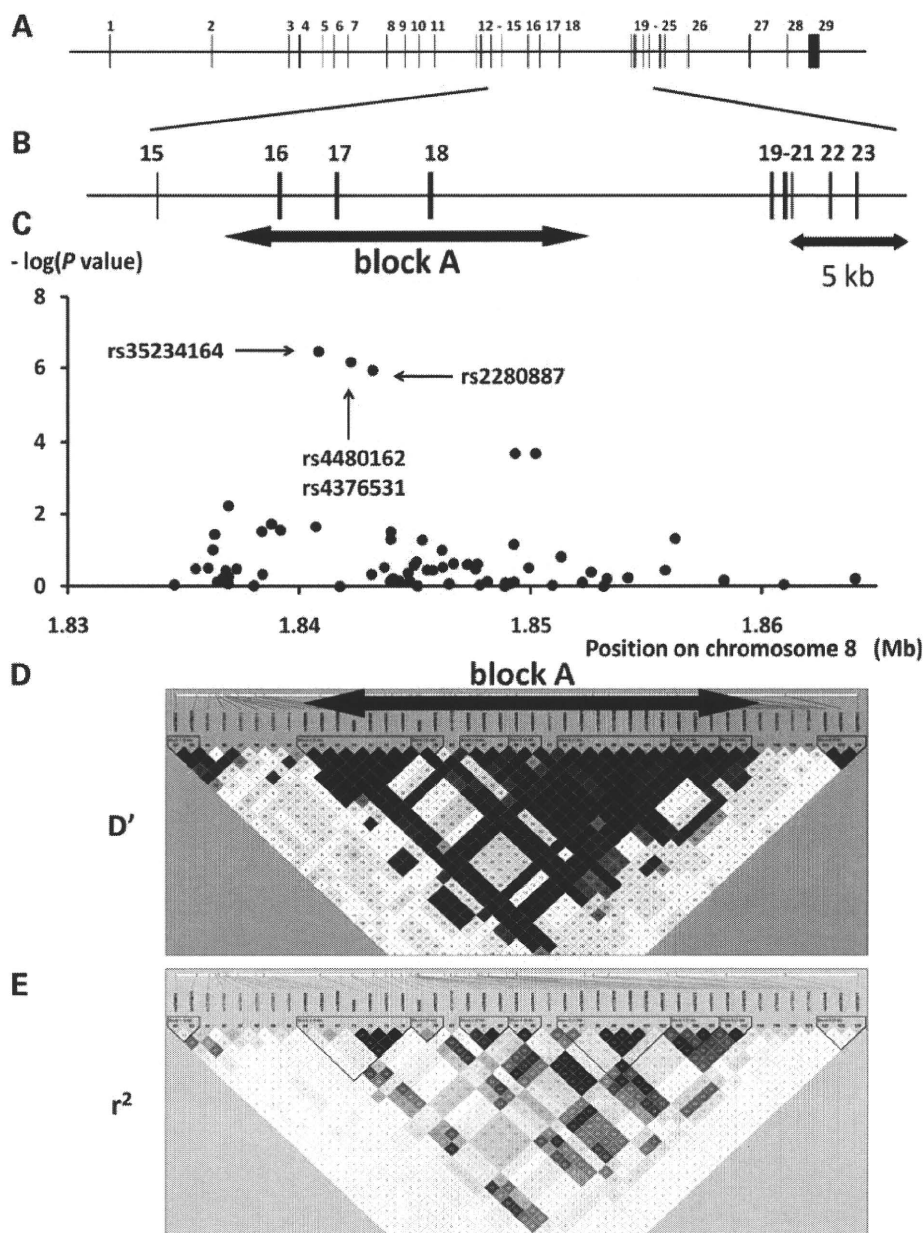 A
1 2 3 4 5 6 7 8 9 10 11 12 - 15 16 17 18 19 - 25 26 27 28 29
B
15 16 17 18 19-21 22 23
C
- log(P value)
block A
5 kb
8
6
4
2
0
rs35234164
rs2280887
rs4480162
rs4376531
1.83 1.84 1.85 1.86
Position on chromosome 8 (Mb)
D
block A
D’
E
r²